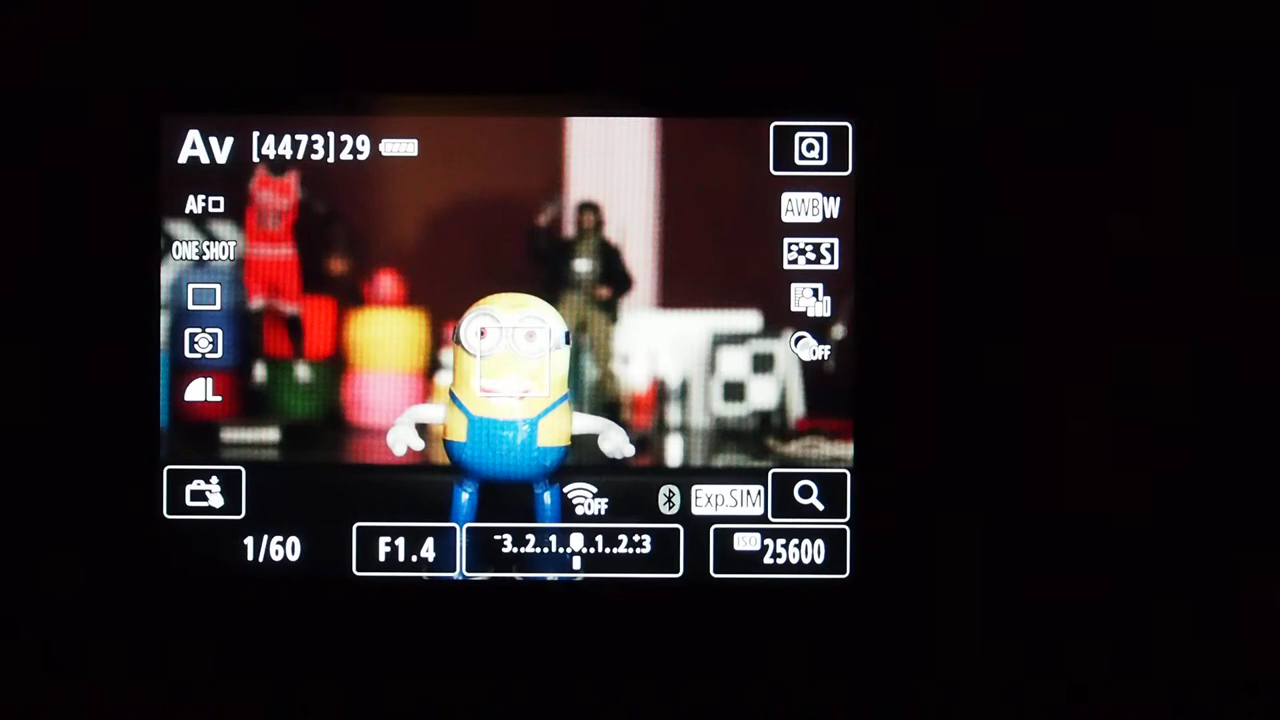 Av [4473]29 Q
AF
AWB W
ONE SHOT
S
OFF
L
OFF
Exp.SIM
1/60 F1.4 -3..2..1..0..1..2..+3 ISO 25600